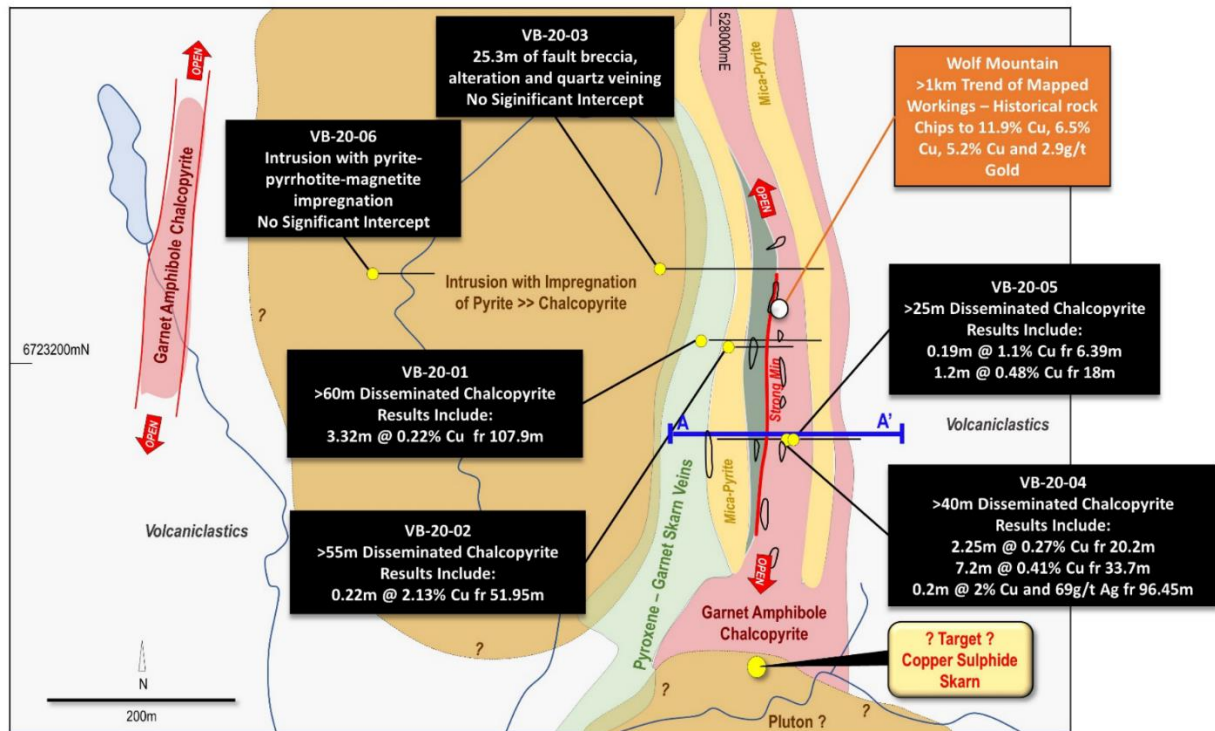 VB-20-03
25.3m of fault breccia,
alteration and quartz veining
No Siginificant Intercept
528000mE
Mica-Pyrite
Wolf Mountain
>1km Trend of Mapped
Workings – Historical rock
Chips to 11.9% Cu, 6.5%
Cu, 5.2% Cu and 2.9g/t
Gold
OPEN
VB-20-06
Intrusion with pyrite-
pyrrhotite-magnetite
impregnation
No Significant Intercept
Garnet Amphibole Chalcopyrite
OPEN
OPEN
Intrusion with Impregnation
of Pyrite >> Chalcopyrite
?
VB-20-05
>25m Disseminated Chalcopyrite
Results Include:
0.19m @ 1.1% Cu fr 6.39m
1.2m @ 0.48% Cu fr 18m
6723200mN
VB-20-01
>60m Disseminated Chalcopyrite
Results Include:
3.32m @ 0.22% Cu fr 107.9m
Strong Min
A
A'
Volcaniclastics
Mica-Pyrite
Volcaniclastics
VB-20-02
>55m Disseminated Chalcopyrite
Results Include:
0.22m @ 2.13% Cu fr 51.95m
VB-20-04
>40m Disseminated Chalcopyrite
Results Include:
2.25m @ 0.27% Cu fr 20.2m
7.2m @ 0.41% Cu fr 33.7m
0.2m @ 2% Cu and 69g/t Ag fr 96.45m
Pyroxene – Garnet Skarn Veins
OPEN
Garnet Amphibole
Chalcopyrite
?
? Target ?
Copper Sulphide
Skarn
N
200m
?
?
?
Pluton ?